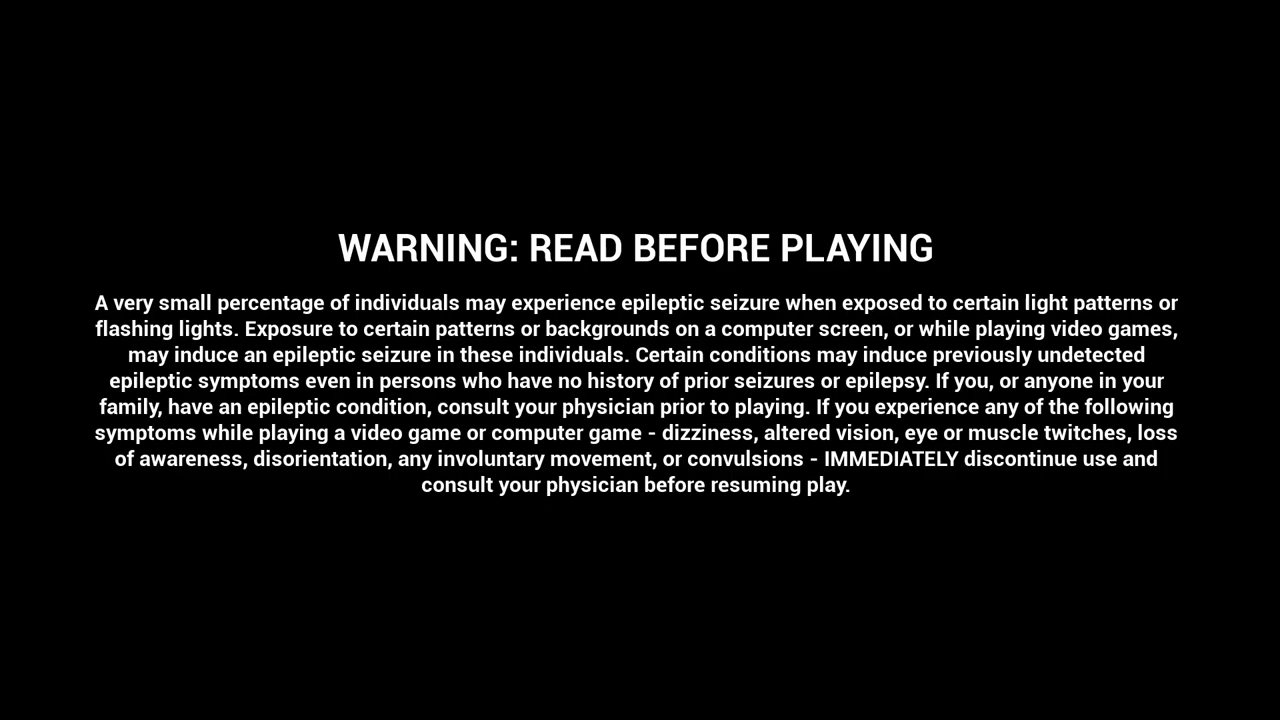 WARNING: READ BEFORE PLAYING
A very small percentage of individuals may experience epileptic seizure when exposed to certain light patterns or
flashing lights. Exposure to certain patterns or backgrounds on a computer screen, or while playing video games,
may induce an epileptic seizure in these individuals. Certain conditions may induce previously undetected
epileptic symptoms even in persons who have no history of prior seizures or epilepsy. If you, or anyone in your
family, have an epileptic condition, consult your physician prior to playing. If you experience any of the following
symptoms while playing a video game or computer game - dizziness, altered vision, eye or muscle twitches, loss
of awareness, disorientation, any involuntary movement, or convulsions - IMMEDIATELY discontinue use and
consult your physician before resuming play.